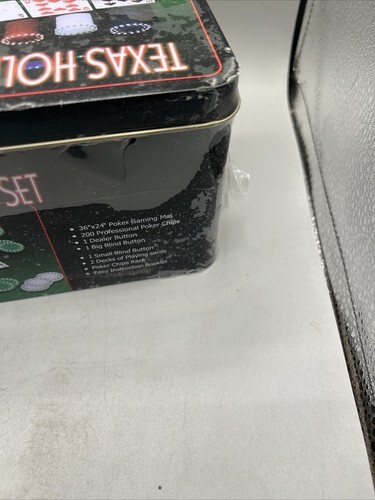 TEXAS HOL
SET
36"x24" Poker Gaming Mat
200 Professional Poker Chips
1 Dealer Button
1 Big Blind Button
1 Small Blind Button
2 Decks of Playing cards
Poker Chips Rack
Easy Instruction Booklet